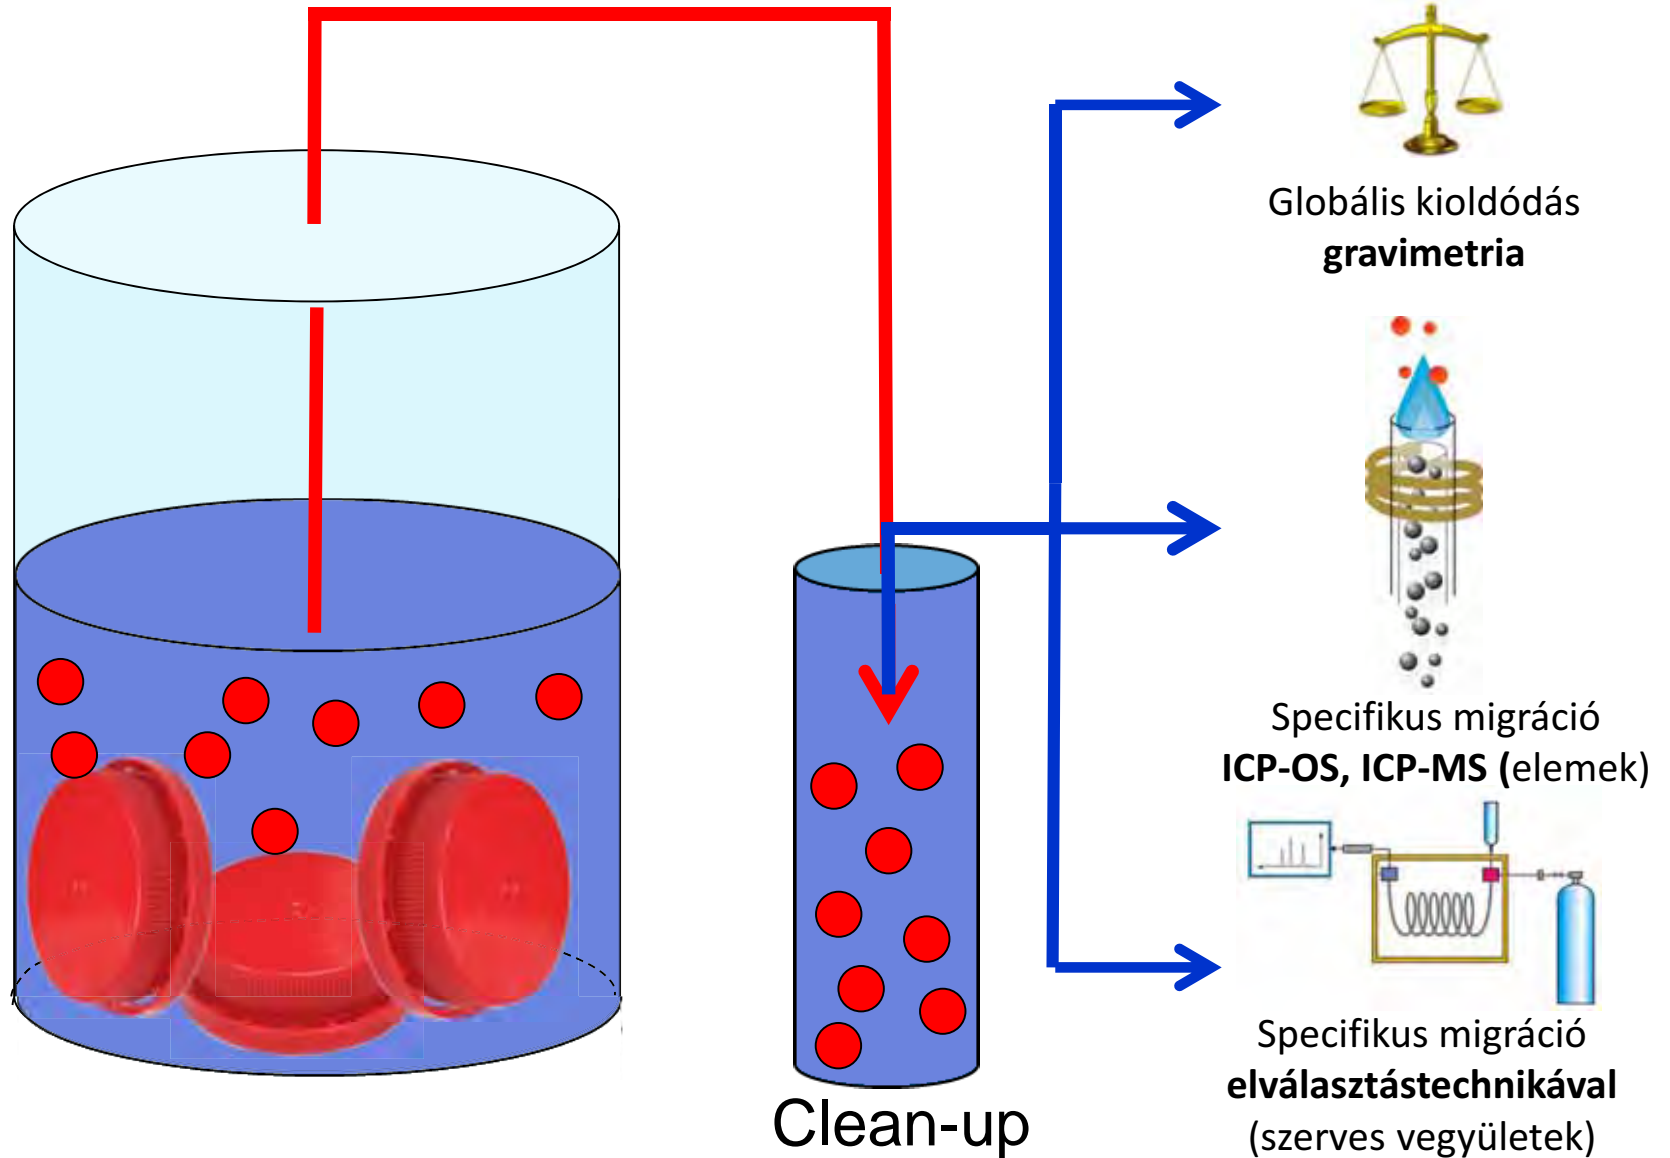 Globális kioldódás
gravimetria
Specifikus migráció
ICP-OS, ICP-MS (elemek)
Specifikus migráció
elválasztástechnikával
(szerves vegyületek)
Clean-up